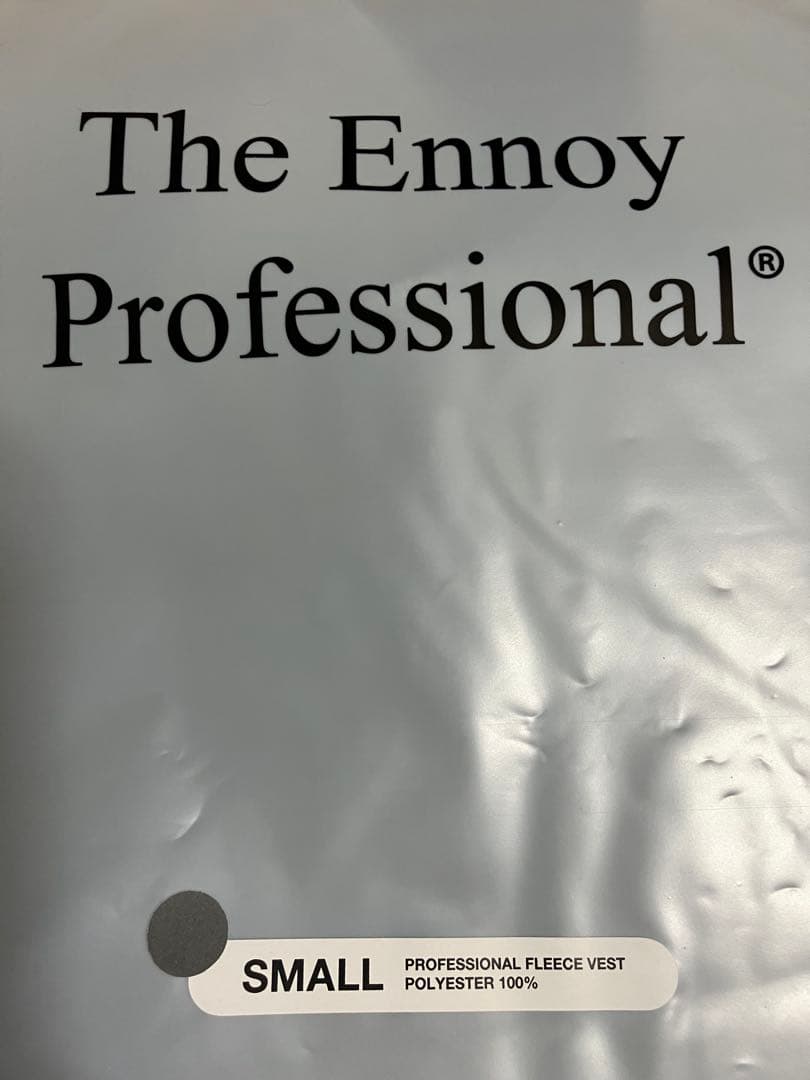 The Ennoy
Professional®
SMALL
PROFESSIONAL FLEECE VEST
POLYESTER 100%